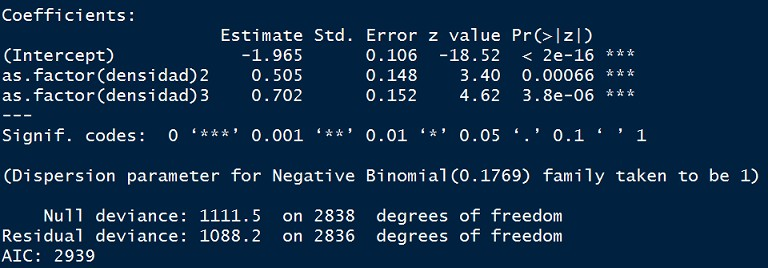 Coefficients:
Estimate Std. Error z value Pr(>|z|)
(Intercept) -1.965 0.106 -18.52 < 2e-16 ***
as.factor(densidad)2 0.505 0.148 3.40 0.00066 ***
as.factor(densidad)3 0.702 0.152 4.62 3.8e-06 ***
---
Signif. codes: 0 ‘***’ 0.001 ‘**’ 0.01 ‘*’ 0.05 ‘.’ 0.1 ‘ ’ 1
(Dispersion parameter for Negative Binomial(0.1769) family taken to be 1)
Null deviance: 1111.5 on 2838 degrees of freedom
Residual deviance: 1088.2 on 2836 degrees of freedom
AIC: 2939